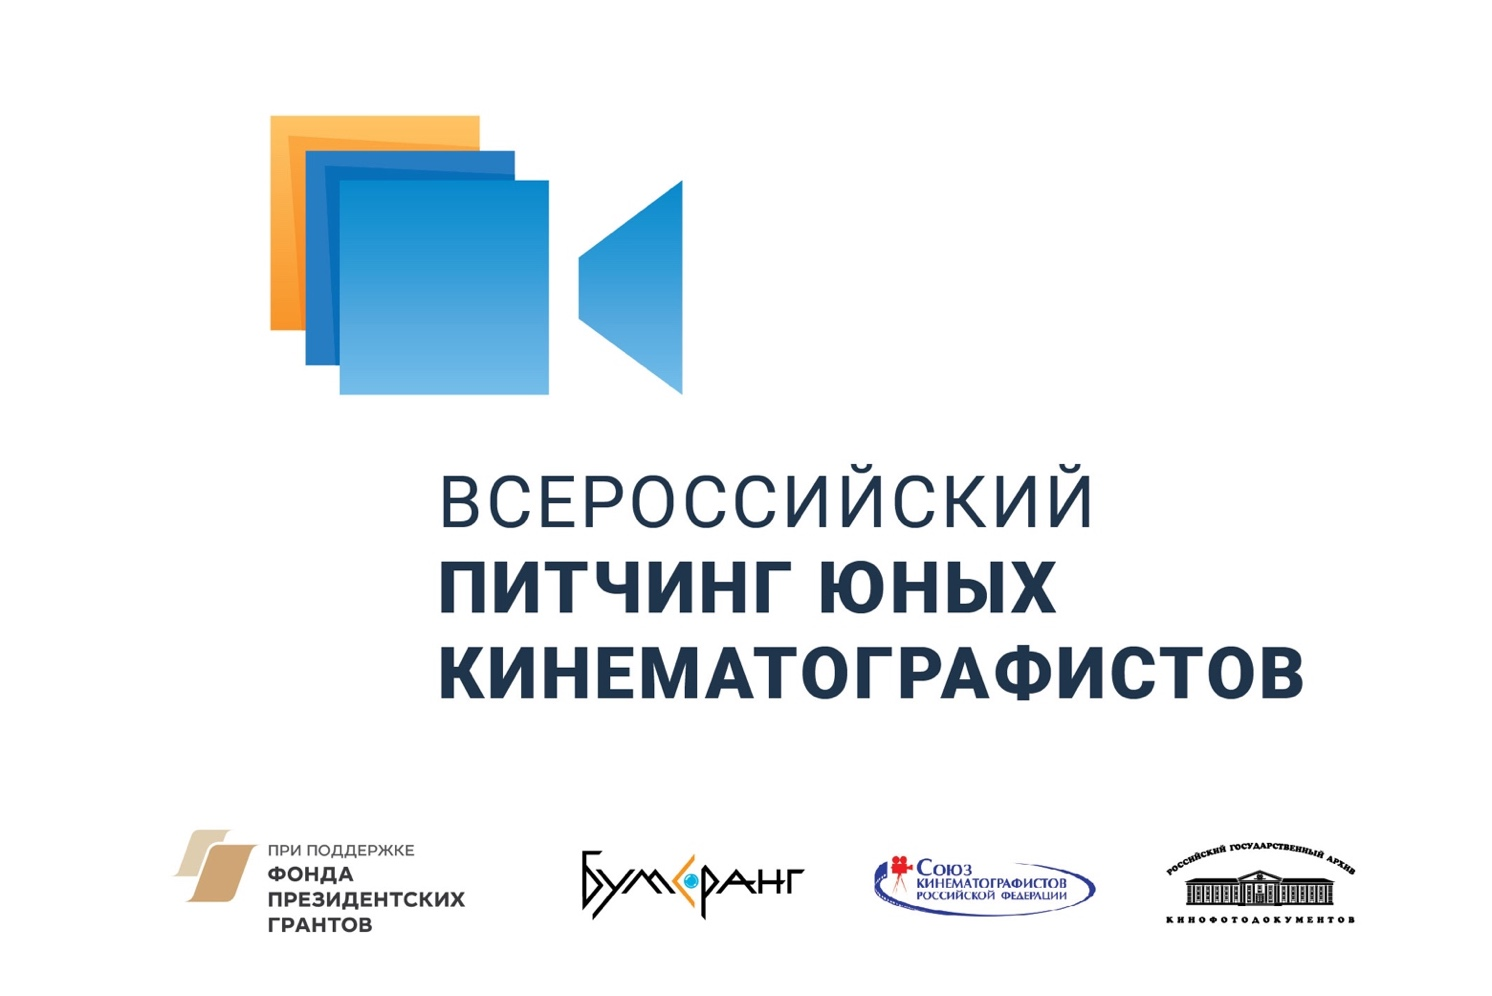 ВСЕРОССИЙСКИЙ
ПИТЧИНГ ЮНЫХ
КИНЕМАТОГРАФИСТОВ
ПРИ ПОДДЕРЖКЕ
ФОНДА
ПРЕЗИДЕНТСКИХ
ГРАНТОВ
БУМЕРАНГ
СОЮЗ
КИНЕМАТОГРАФИСТОВ
РОССИЙСКОЙ ФЕДЕРАЦИИ
РОССИЙСКИЙ ГОСУДАРСТВЕННЫЙ АРХИВ
КИНОФОТОДОКУМЕНТОВ